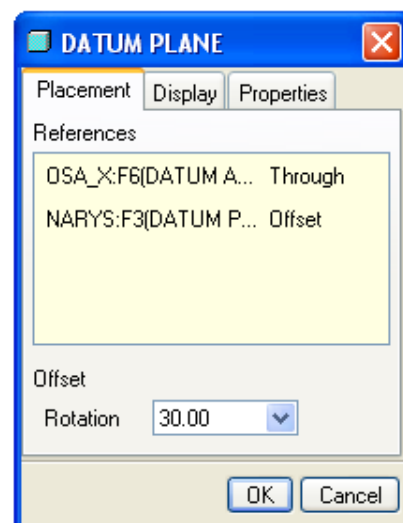 DATUM PLANE
Placement Display Properties
References
OSA_X:F6(DATUM A... Through
NARYS:F3(DATUM P... Offset
Offset
Rotation 30.00
OK Cancel